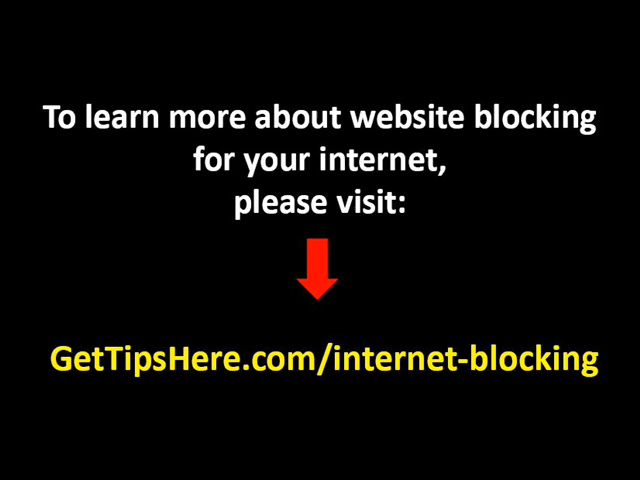 To learn more about website blocking
for your internet,
please visit:
GetTipsHere.com/internet-blocking